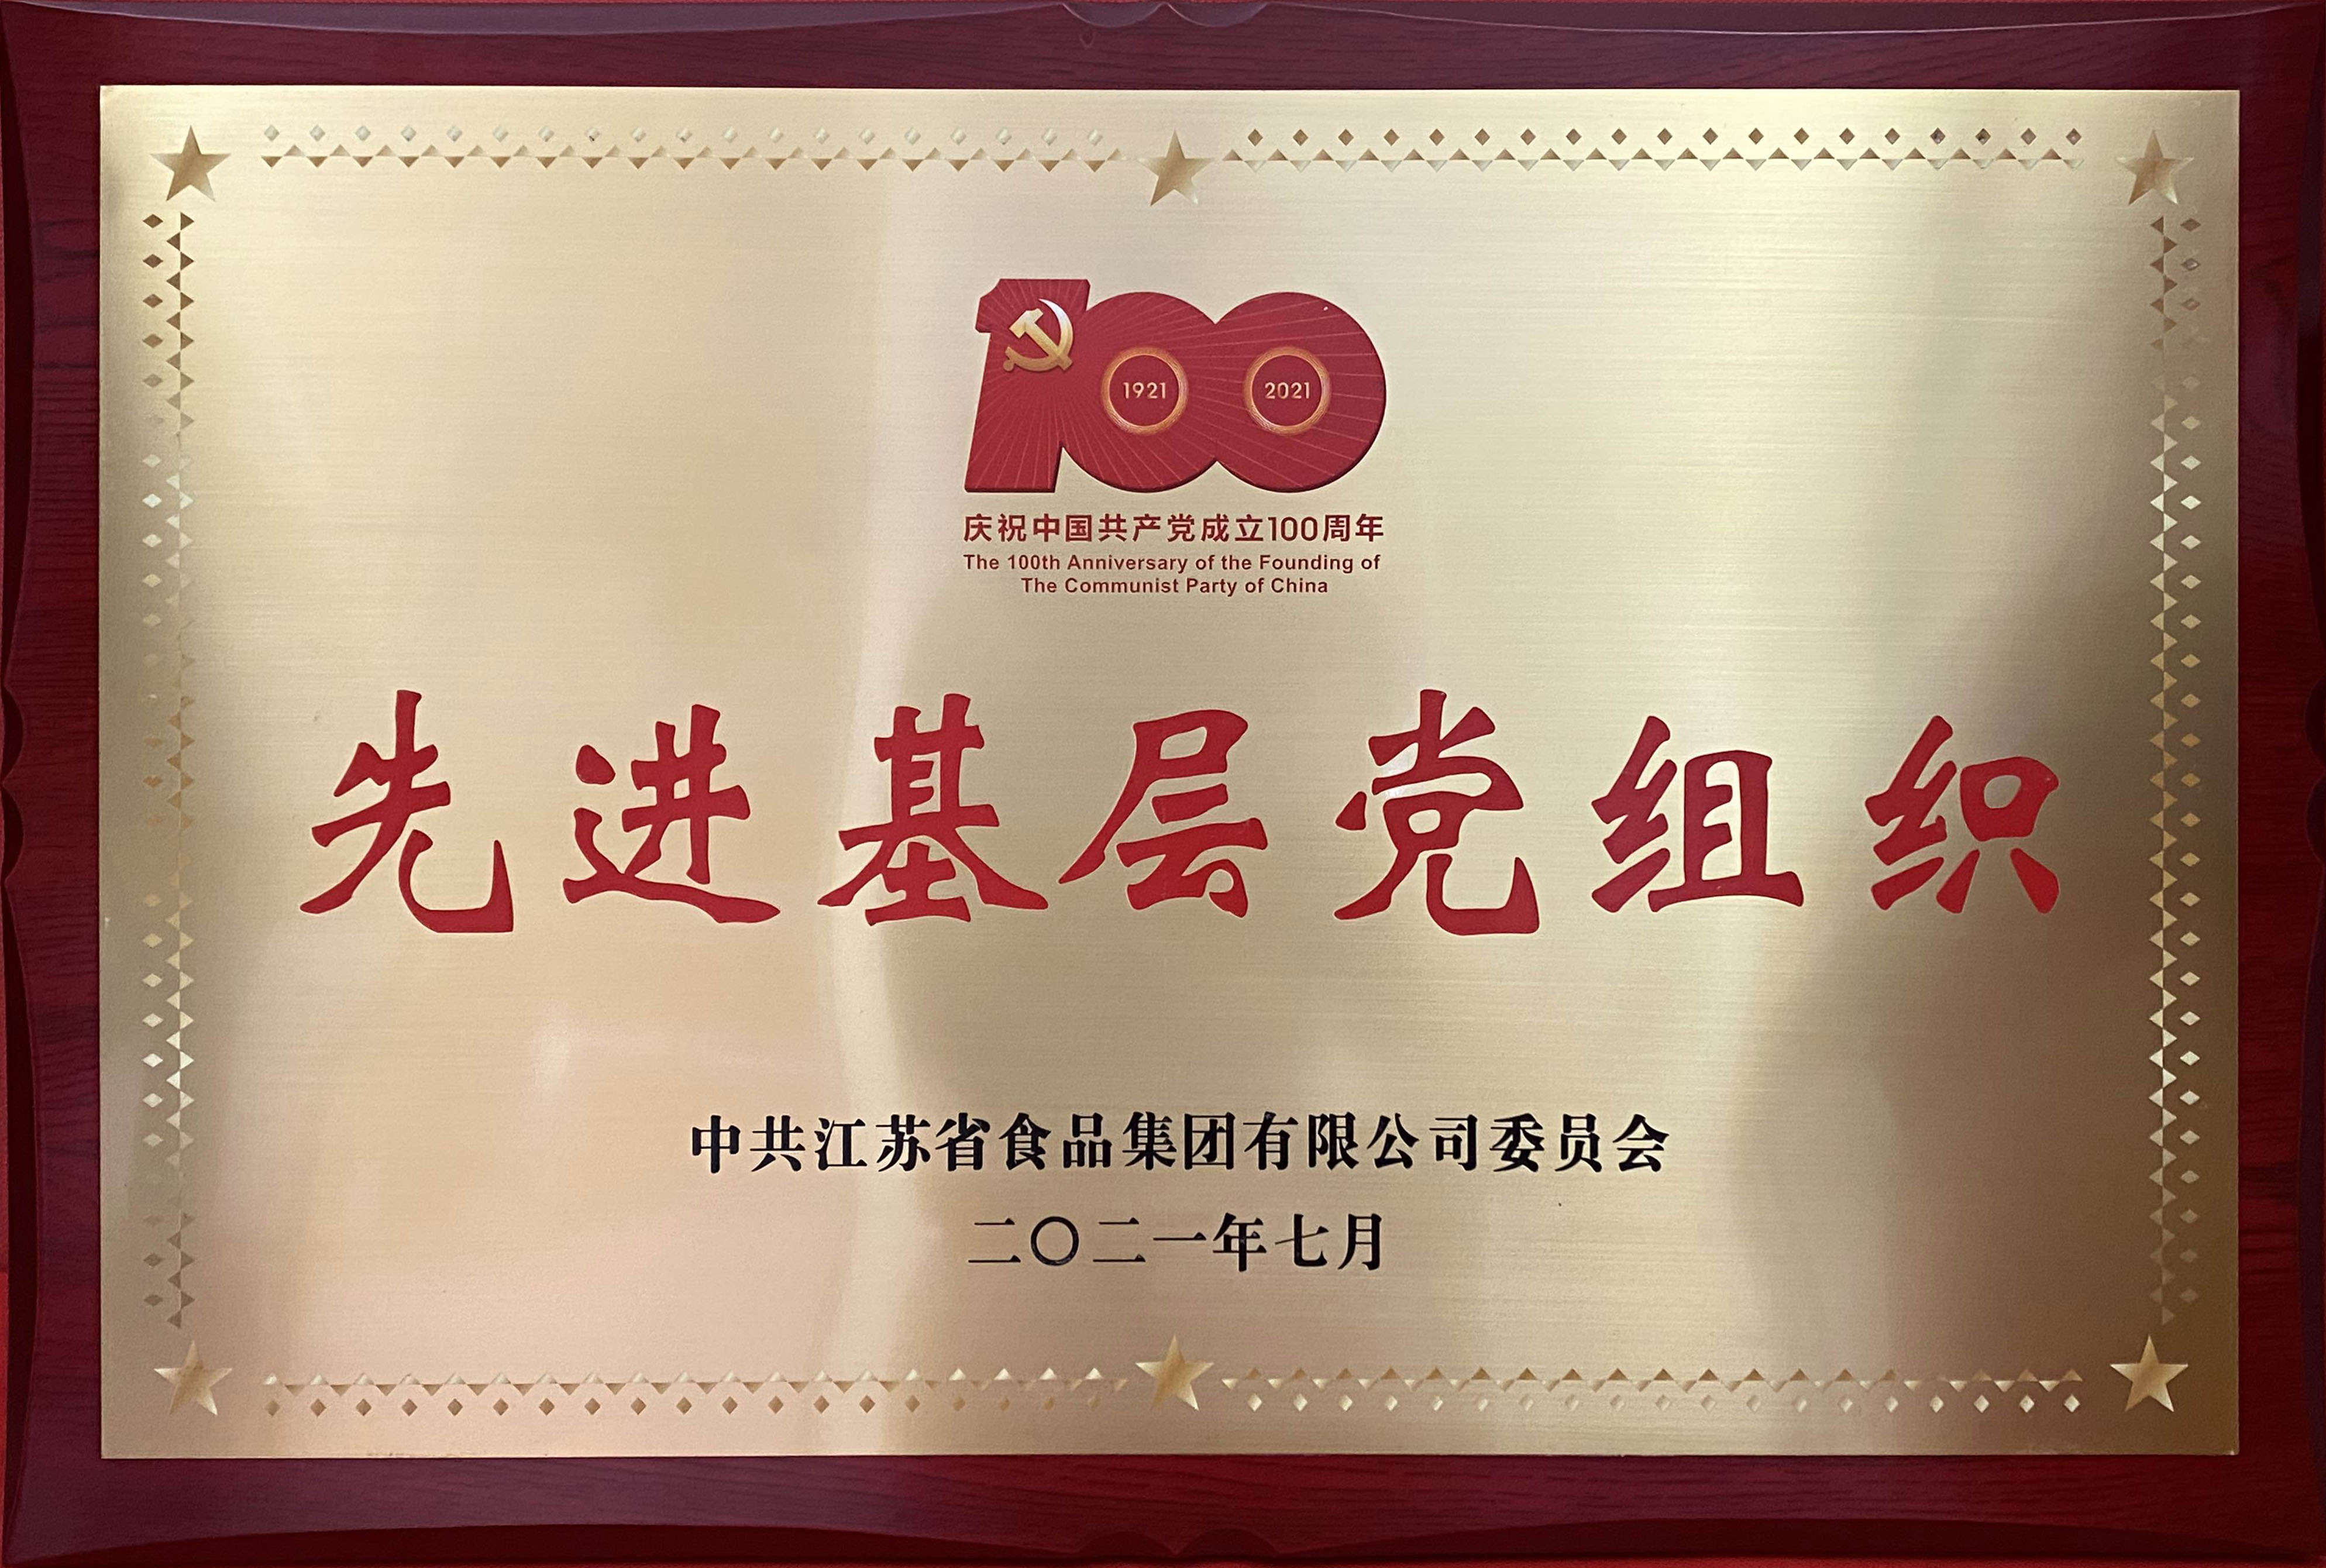 1921 2021
庆祝中国共产党成立100周年
The 100th Anniversary of the Founding of
The Communist Party of China
先进基层党组织
中共江苏省食品集团有限公司委员会
二〇二一年七月